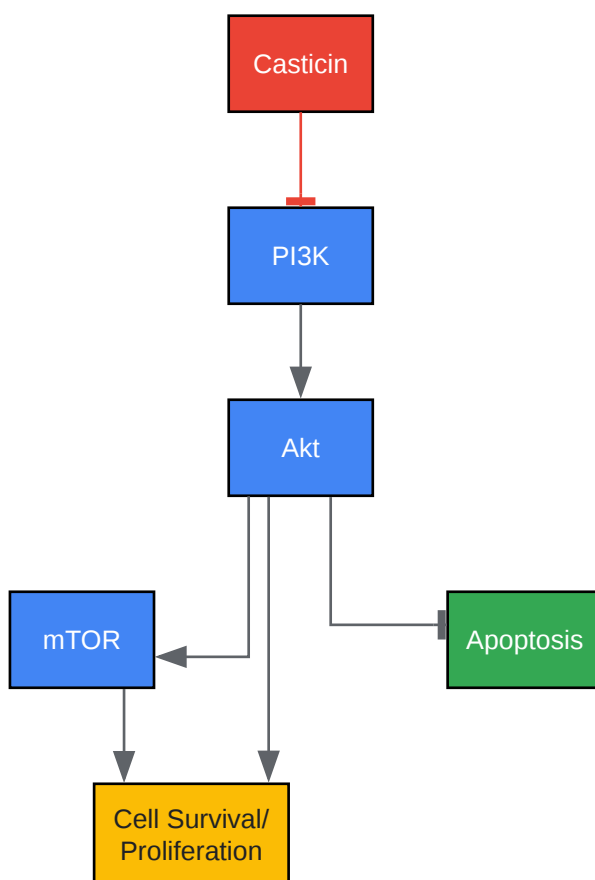 Casticin
PI3K
Akt
mTOR
Apoptosis
Cell Survival/
Proliferation